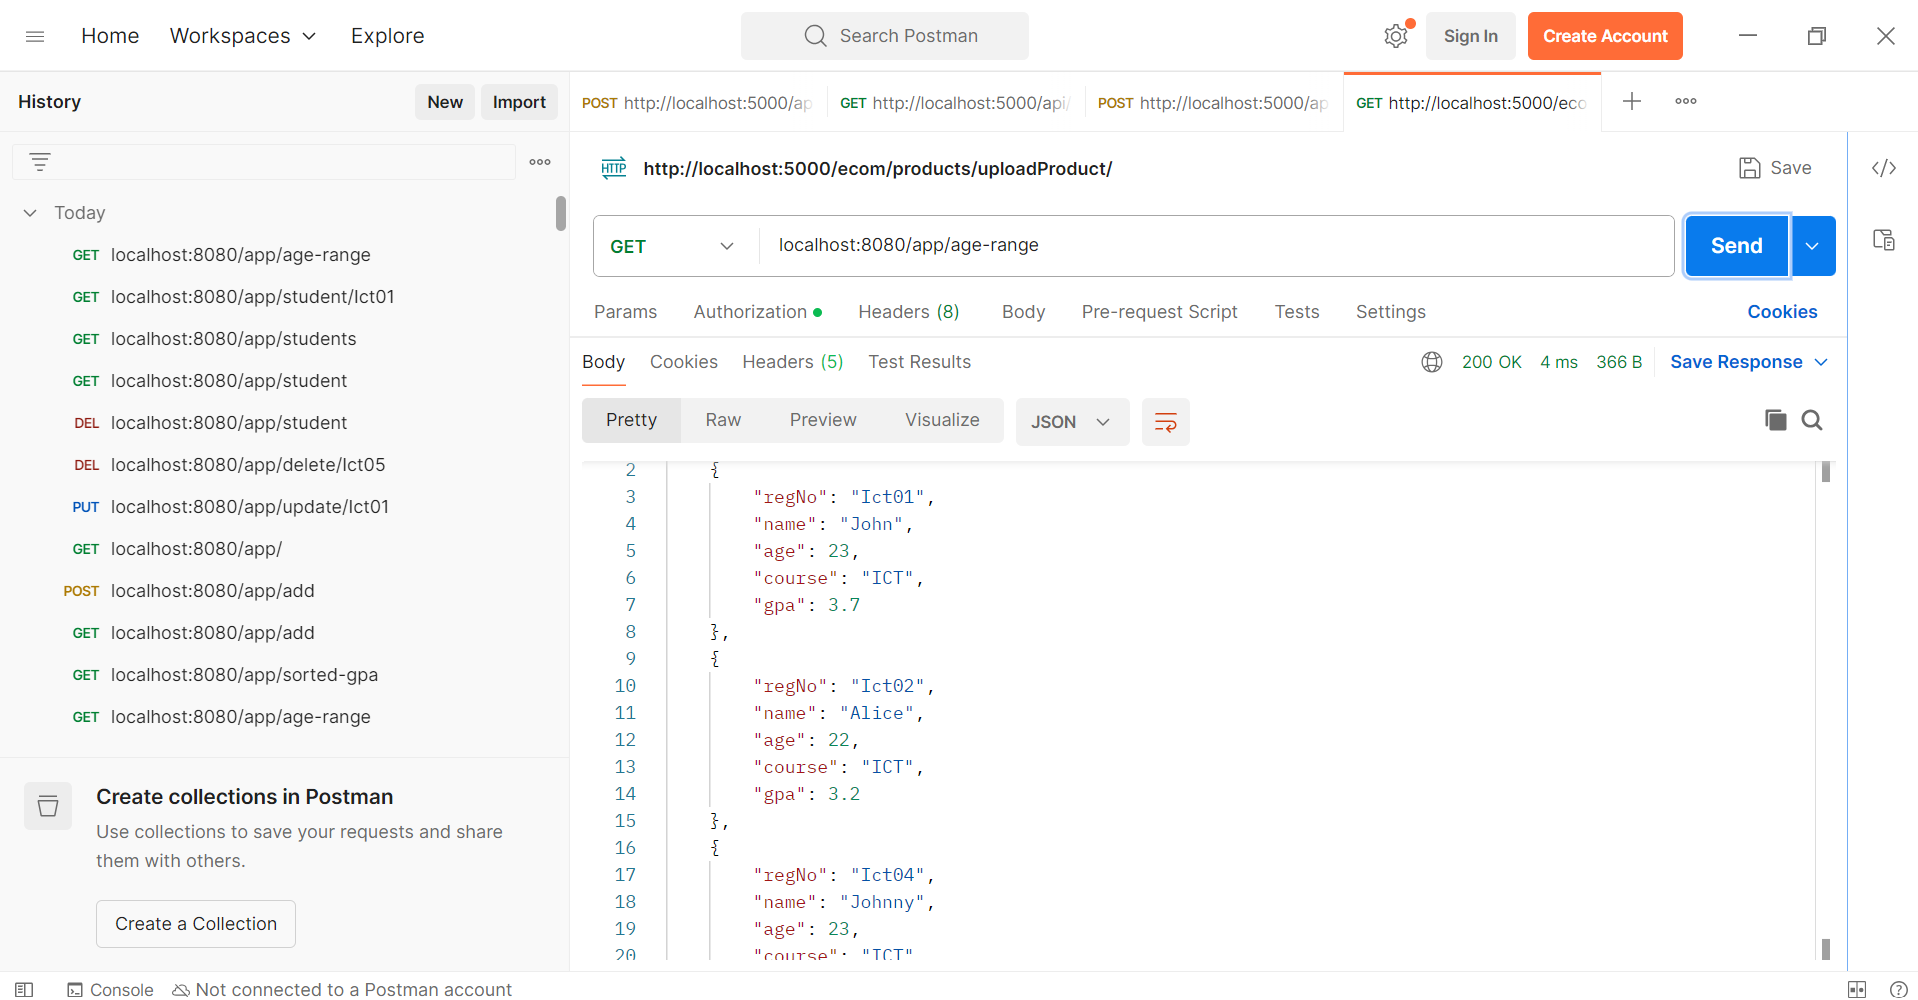 Home Workspaces Explore Search Postman Sign In Create Account
History New Import
POST http://localhost:5000/ap GET http://localhost:5000/api/ POST http://localhost:5000/ap GET http://localhost:5000/eco
HTTP http://localhost:5000/ecom/products/uploadProduct/ Save
Today
GET localhost:8080/app/age-range
GET localhost:8080/app/student/Ict01
GET localhost:8080/app/students
GET localhost:8080/app/student
DEL localhost:8080/app/student
DEL localhost:8080/app/delete/Ict05
PUT localhost:8080/app/update/Ict01
GET localhost:8080/app/
POST localhost:8080/app/add
GET localhost:8080/app/add
GET localhost:8080/app/sorted-gpa
GET localhost:8080/app/age-range
Create collections in Postman
Use collections to save your requests and share
them with others.
Create a Collection
GET localhost:8080/app/age-range Send
Params Authorization Headers (8) Body Pre-request Script Tests Settings Cookies
Body Cookies Headers (5) Test Results 200 OK 4 ms 366 B Save Response
Pretty Raw Preview Visualize JSON
2 {
3 "regNo": "Ict01",
4 "name": "John",
5 "age": 23,
6 "course": "ICT",
7 "gpa": 3.7
8 },
9 {
10 "regNo": "Ict02",
11 "name": "Alice",
12 "age": 22,
13 "course": "ICT",
14 "gpa": 3.2
15 },
16 {
17 "regNo": "Ict04",
18 "name": "Johnny",
19 "age": 23,
20 "course": "ICT"
Console Not connected to a Postman account